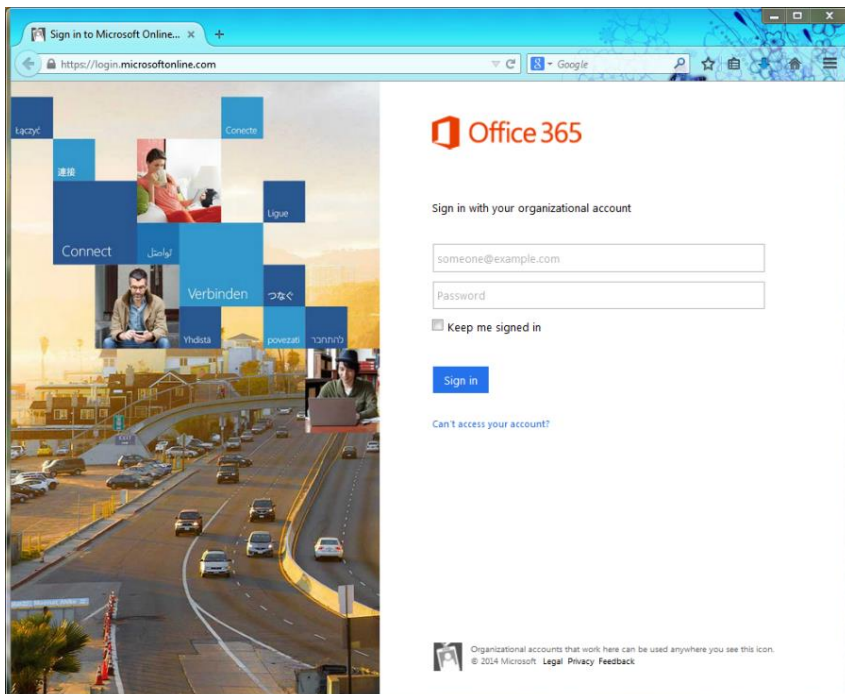 Sign in to Microsoft Online...
https://login.microsoftonline.com
Google
Łączyć
Conecte
連接
Ligue
Connect
تواصل
Verbinden
つなぐ
Yhdistä
povezati
להתחבר
EXIT
Office 365
Sign in with your organizational account
someone@example.com
Password
Keep me signed in
Sign in
Can't access your account?
Organizational accounts that work here can be used anywhere you see this icon.
© 2014 Microsoft Legal Privacy Feedback